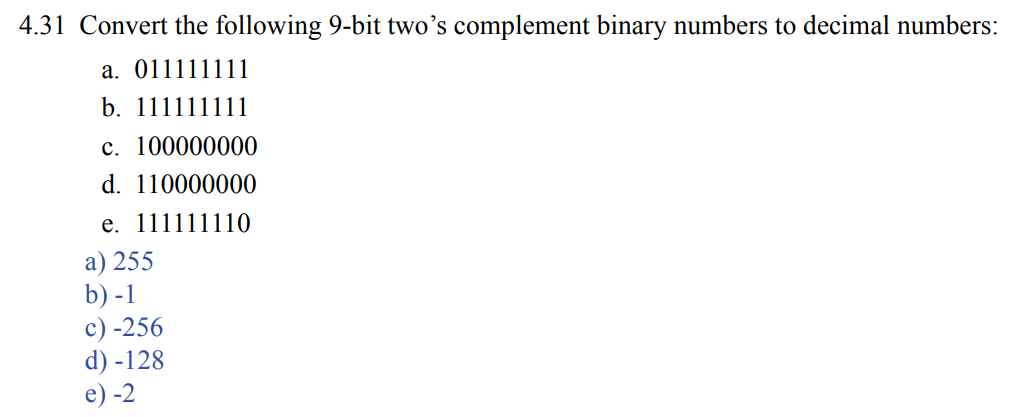 4.31 Convert the following 9-bit two’s complement binary numbers to decimal numbers:
a. 011111111
b. 111111111
c. 100000000
d. 110000000
e. 111111110
a) 255
b) -1
c) -256
d) -128
e) -2